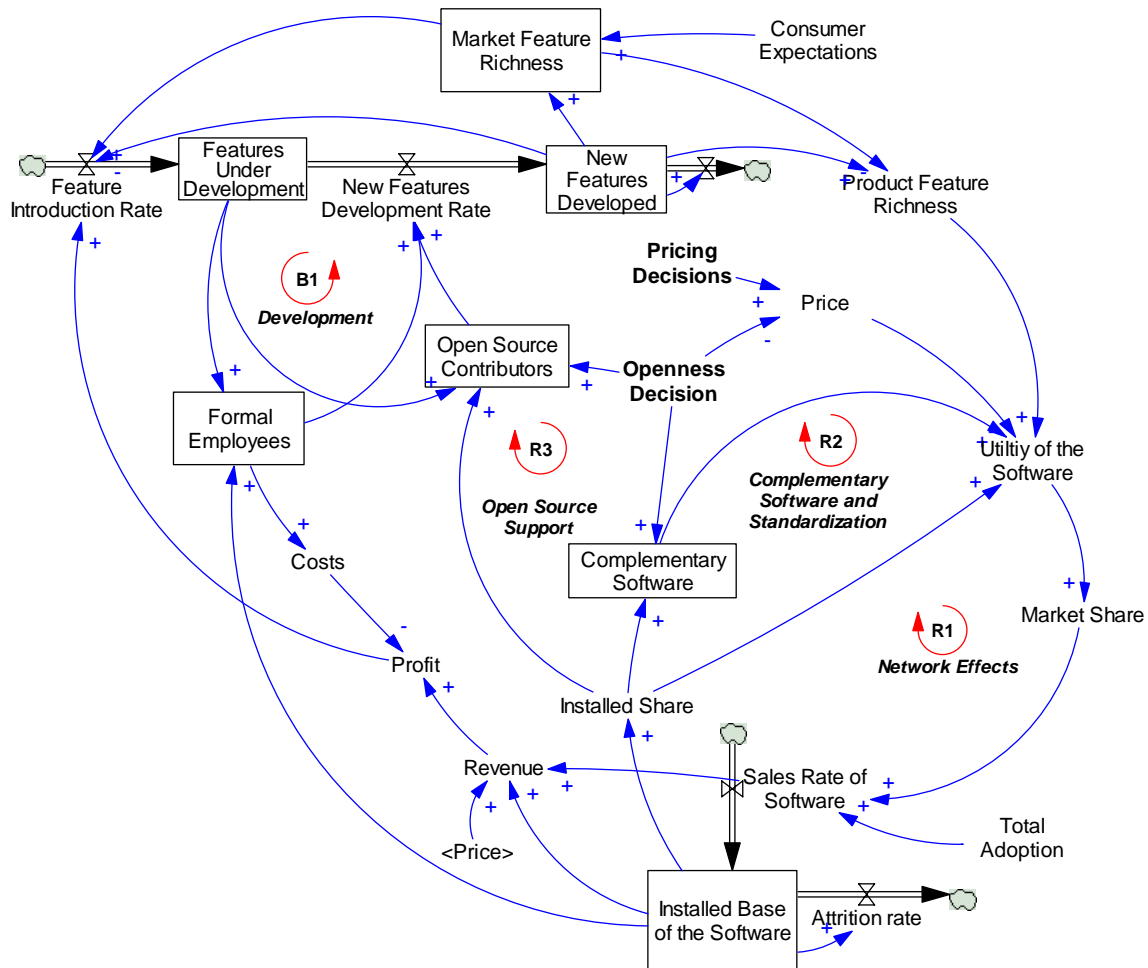 Market Feature
Richness
Consumer
Expectations
+
+
+
Features
Under
Development
New
Features
Developed
+
-
Feature
Introduction Rate
New Features
Development Rate
+
+
-
Product Feature
Richness
+
+
+
Pricing
Decisions
B1
Development
+
Price
-
Open Source
Contributors
Openness
Decision
+
+
+
+
Formal
Employees
R3
Open Source
Support
R2
Complementary
Software and
Standardization
+
+
+
Utiltiy of the
Software
+
+
+
Costs
Complementary
Software
+
+
Market Share
R1
Network Effects
-
Profit
+
Installed Share
+
Revenue
+
+
+
Sales Rate of
Software
+
+
<Price>
Total
Adoption
Installed Base
of the Software
Attrition rate
+